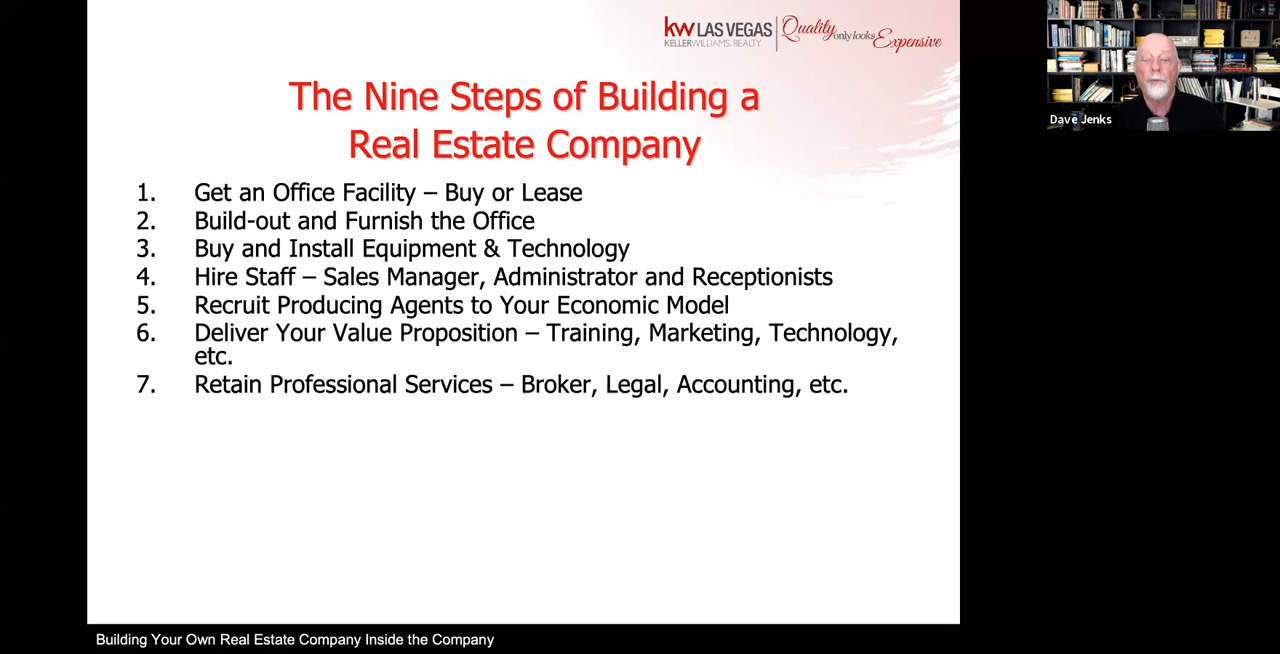 kw LAS VEGAS
KELLERWILLIAMS. REALTY
Quality only looks Expensive
The Nine Steps of Building a
Real Estate Company
1. Get an Office Facility – Buy or Lease
2. Build-out and Furnish the Office
3. Buy and Install Equipment & Technology
4. Hire Staff – Sales Manager, Administrator and Receptionists
5. Recruit Producing Agents to Your Economic Model
6. Deliver Your Value Proposition – Training, Marketing, Technology,
etc.
7. Retain Professional Services – Broker, Legal, Accounting, etc.
Dave Jenks
Building Your Own Real Estate Company Inside the Company